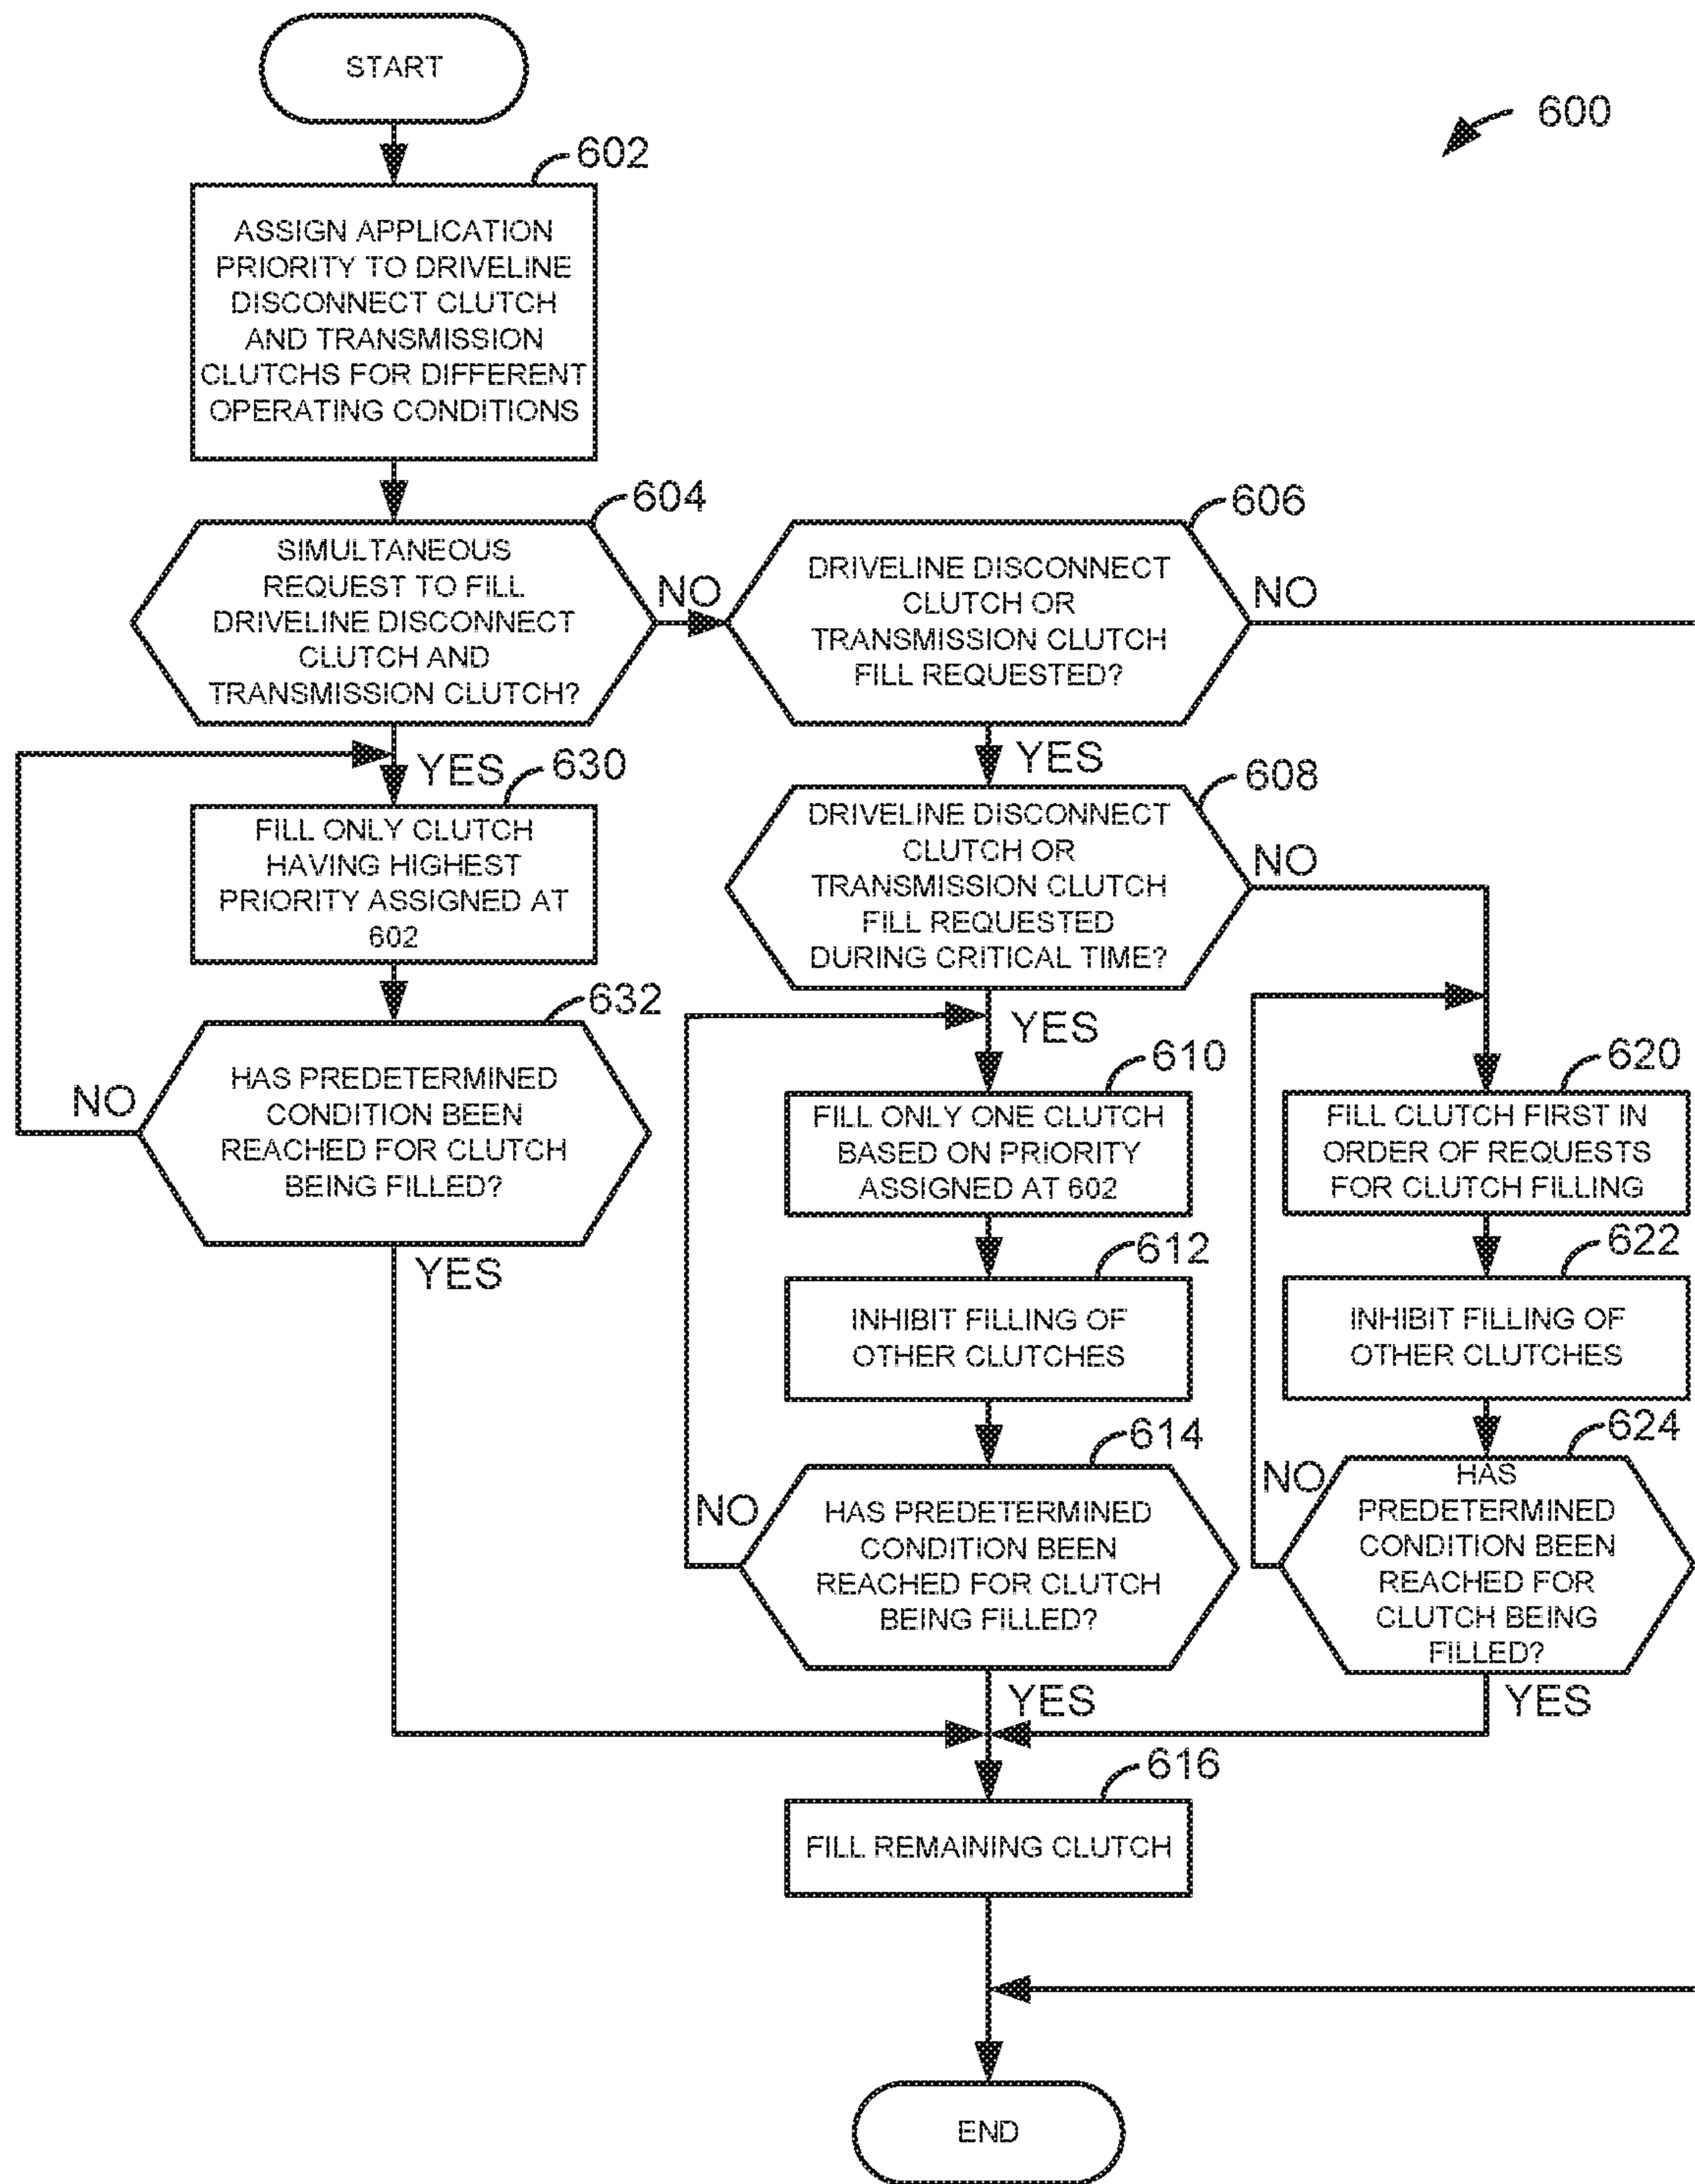 START
600
602
ASSIGN APPLICATION
PRIORITY TO DRIVELINE
DISCONNECT CLUTCH
AND TRANSMISSION
CLUTCHS FOR DIFFERENT
OPERATING CONDITIONS
604
SIMULTANEOUS
REQUEST TO FILL
DRIVELINE DISCONNECT
CLUTCH AND
TRANSMISSION CLUTCH?
NO
606
DRIVELINE DISCONNECT
CLUTCH OR
TRANSMISSION CLUTCH
FILL REQUESTED?
NO
YES
630
FILL ONLY CLUTCH
HAVING HIGHEST
PRIORITY ASSIGNED AT
602
632
HAS PREDETERMINED
CONDITION BEEN
REACHED FOR CLUTCH
BEING FILLED?
NO
YES
YES
608
DRIVELINE DISCONNECT
CLUTCH OR
TRANSMISSION CLUTCH
FILL REQUESTED
DURING CRITICAL TIME?
NO
YES
610
FILL ONLY ONE CLUTCH
BASED ON PRIORITY
ASSIGNED AT 602
612
INHIBIT FILLING OF
OTHER CLUTCHES
614
HAS PREDETERMINED
CONDITION BEEN
REACHED FOR CLUTCH
BEING FILLED?
NO
YES
620
FILL CLUTCH FIRST IN
ORDER OF REQUESTS
FOR CLUTCH FILLING
622
INHIBIT FILLING OF
OTHER CLUTCHES
624
HAS
PREDETERMINED
CONDITION BEEN
REACHED FOR
CLUTCH BEING
FILLED?
NO
YES
616
FILL REMAINING CLUTCH
END